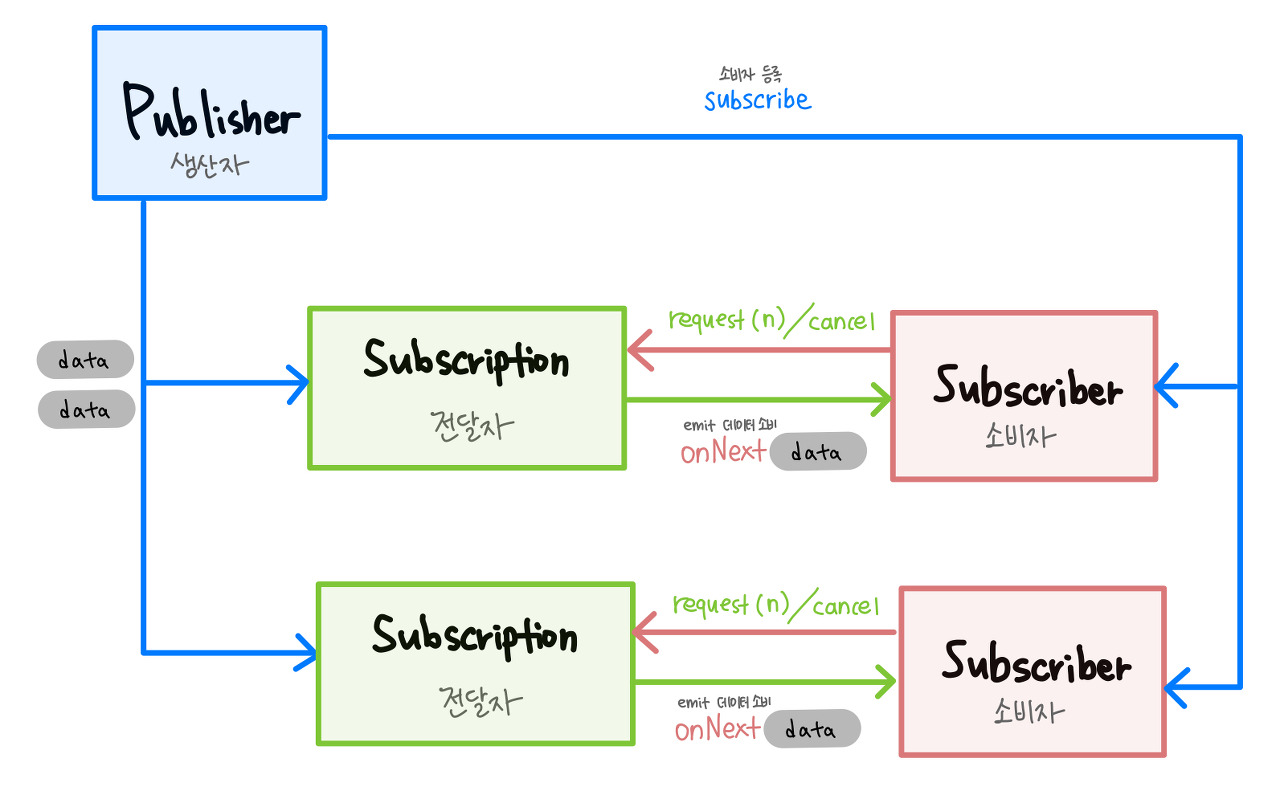 Publisher
생산자
소비자 등록
subscribe
data
data
Subscription
전달자
request(n)/cancel
emit 데이터 소비
onNext data
Subscriber
소비자
Subscription
전달자
request(n)/cancel
emit 데이터 소비
onNext data
Subscriber
소비자